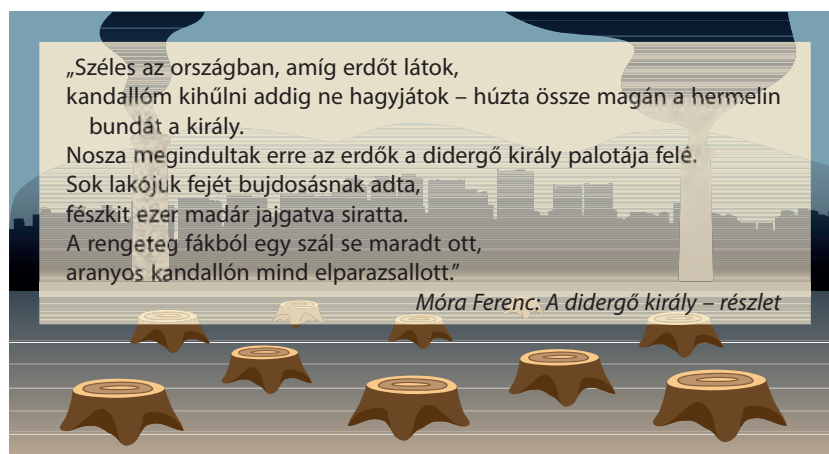 „Széles az országban, amíg erdőt látok,
kandallóm kihűlni addig ne hagyjátok – húzta össze magán a hermelin
bundát a király.
Nosza megindultak erre az erdők a didergő király palotája felé.
Sok lakójuk fejét bujdosásnak adta,
fészkit ezer madár jajgatva siratta.
A rengeteg fákból egy szál se maradt ott,
aranyos kandallón mind elparazsallott.”
Móra Ferenc: A didergő király – részlet